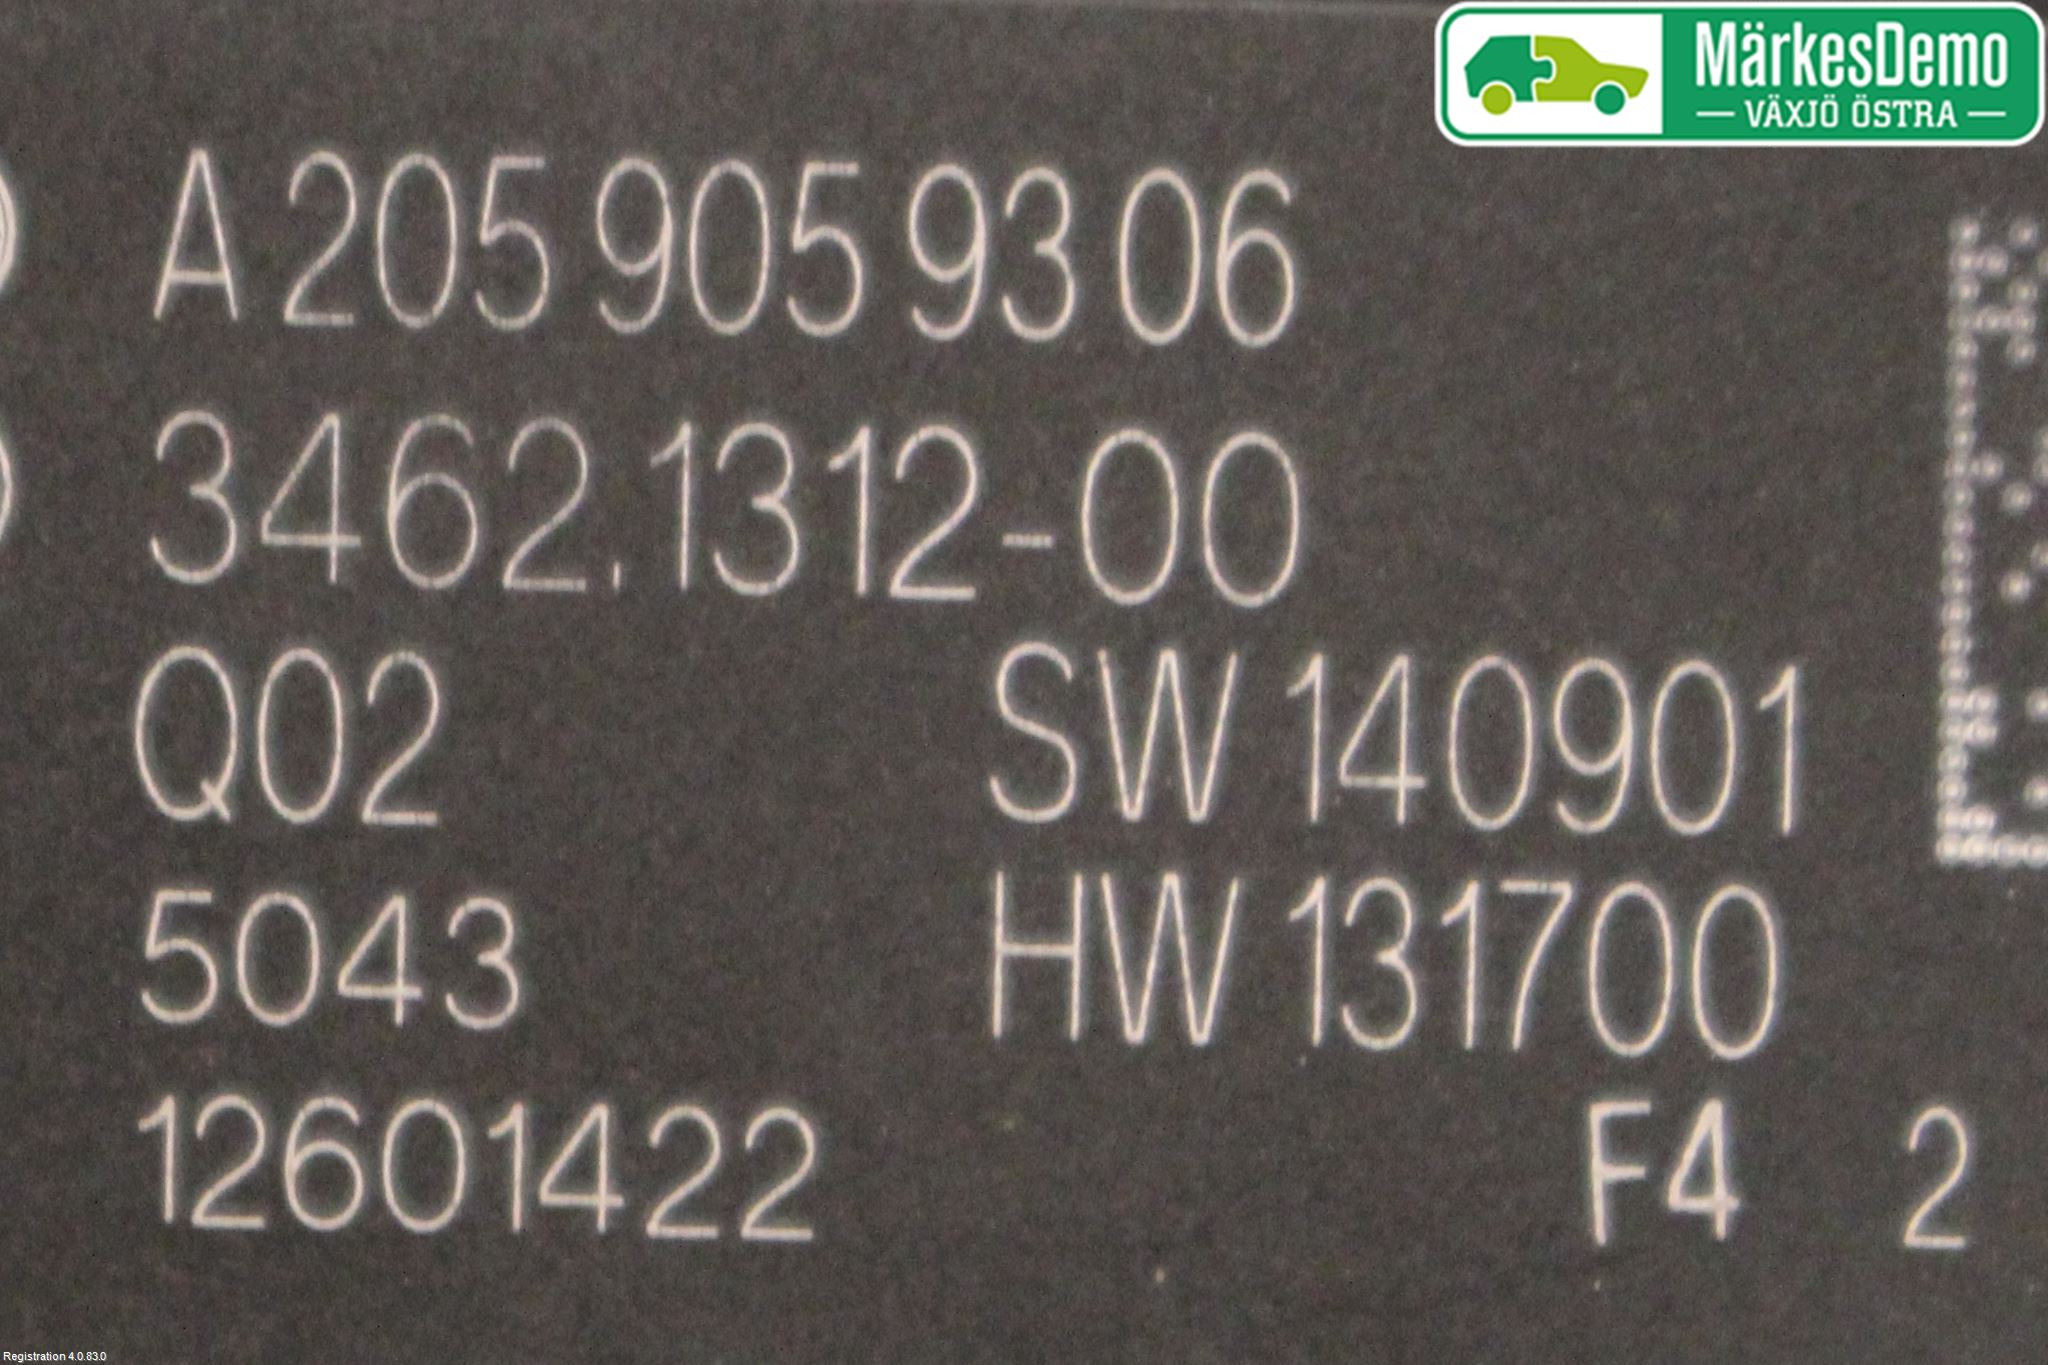 MärkesDemo
VÄXJÖ ÖSTRA
A 205 905 93 06
3462.1312-00
Q02 SW 140901
5043 HW 131700
12601422 F4 2
Registration 4.0.83.0